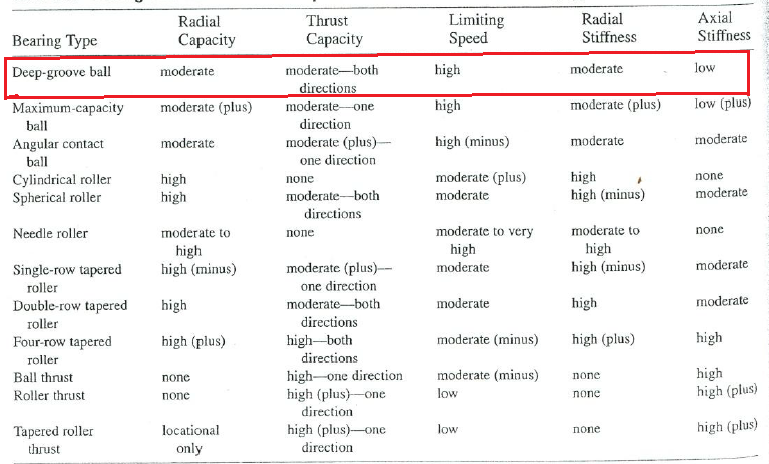 Radial Thrust Limiting Radial Axial
Bearing Type Capacity Capacity Speed Stiffness Stiffness
Deep-groove ball moderate moderate—both high moderate low
directions
Maximum-capacity moderate (plus) moderate—one high moderate (plus) low (plus)
ball direction
Angular contact moderate moderate (plus)— high (minus) moderate moderate
ball one direction
Cylindrical roller high none moderate (plus) high none
Spherical roller high moderate—both moderate high (minus) moderate
directions
Needle roller moderate to none moderate to very moderate to none
high high high
Single-row tapered high (minus) moderate (plus)— moderate high (minus) moderate
roller one direction
Double-row tapered high moderate—both moderate high moderate
roller directions
Four-row tapered high (plus) high—both moderate (minus) high (plus) high
roller directions
Ball thrust none high—one direction moderate (minus) none high
Roller thrust none high (plus)—one low none high (plus)
direction
Tapered roller locational high (plus)—one low none high (plus)
thrust only direction